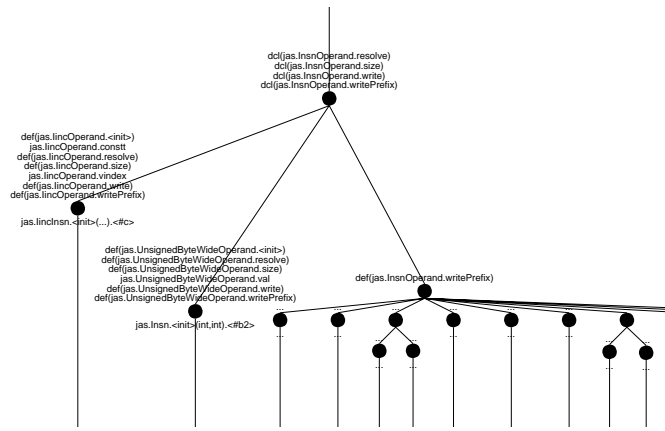 dcl(jas.InsnOperand.resolve)
dcl(jas.InsnOperand.size)
dcl(jas.InsnOperand.write)
dcl(jas.InsnOperand.writePrefix)
def(jas.IincOperand.<init>)
jas.IincOperand.constt
def(jas.IincOperand.resolve)
def(jas.IincOperand.size)
jas.IincOperand.vindex
def(jas.IincOperand.write)
def(jas.IincOperand.writePrefix)
jas.IincInsn.<init>(...).<#c>
def(jas.UnsignedByteWideOperand.<init>)
def(jas.UnsignedByteWideOperand.resolve)
def(jas.UnsignedByteWideOperand.size)
jas.UnsignedByteWideOperand.val
def(jas.UnsignedByteWideOperand.write)
def(jas.UnsignedByteWideOperand.writePrefix)
jas.Insn.<init>(int,int).<#b2>
def(jas.InsnOperand.writePrefix)
... ... ... ... ... ... ...
... ... ... ... ... ... ...
... ...